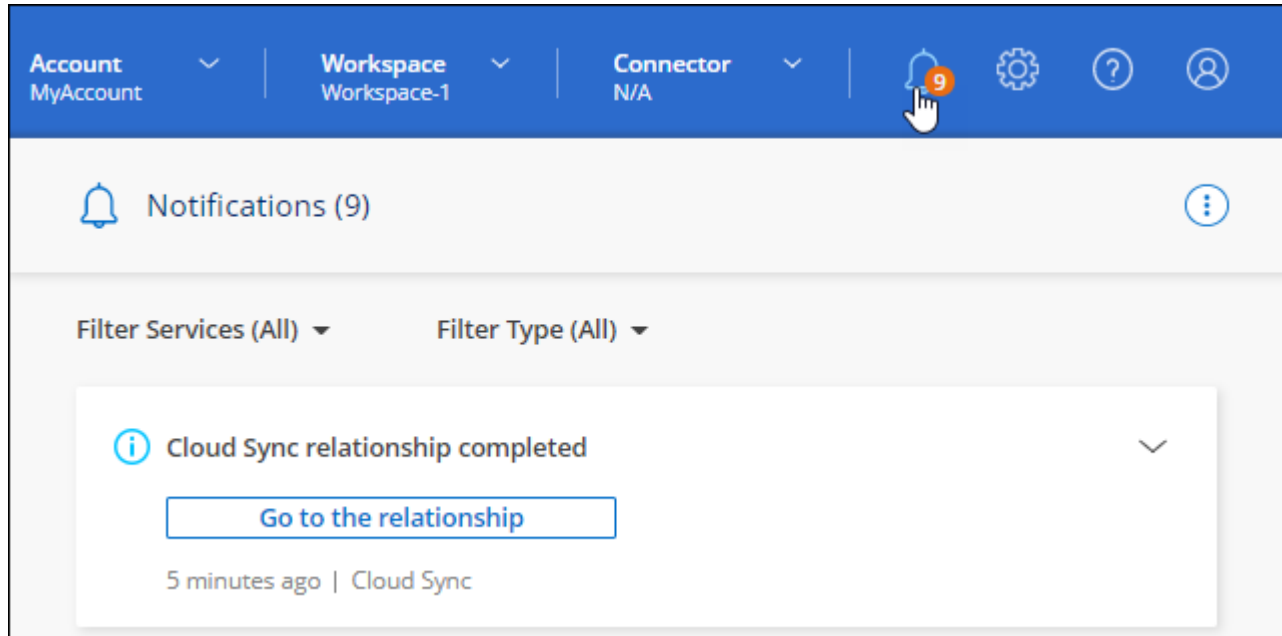 Account Workspace Connector
MyAccount Workspace-1 N/A 9
Notifications (9)
Filter Services (All) Filter Type (All)
Cloud Sync relationship completed
Go to the relationship
5 minutes ago | Cloud Sync